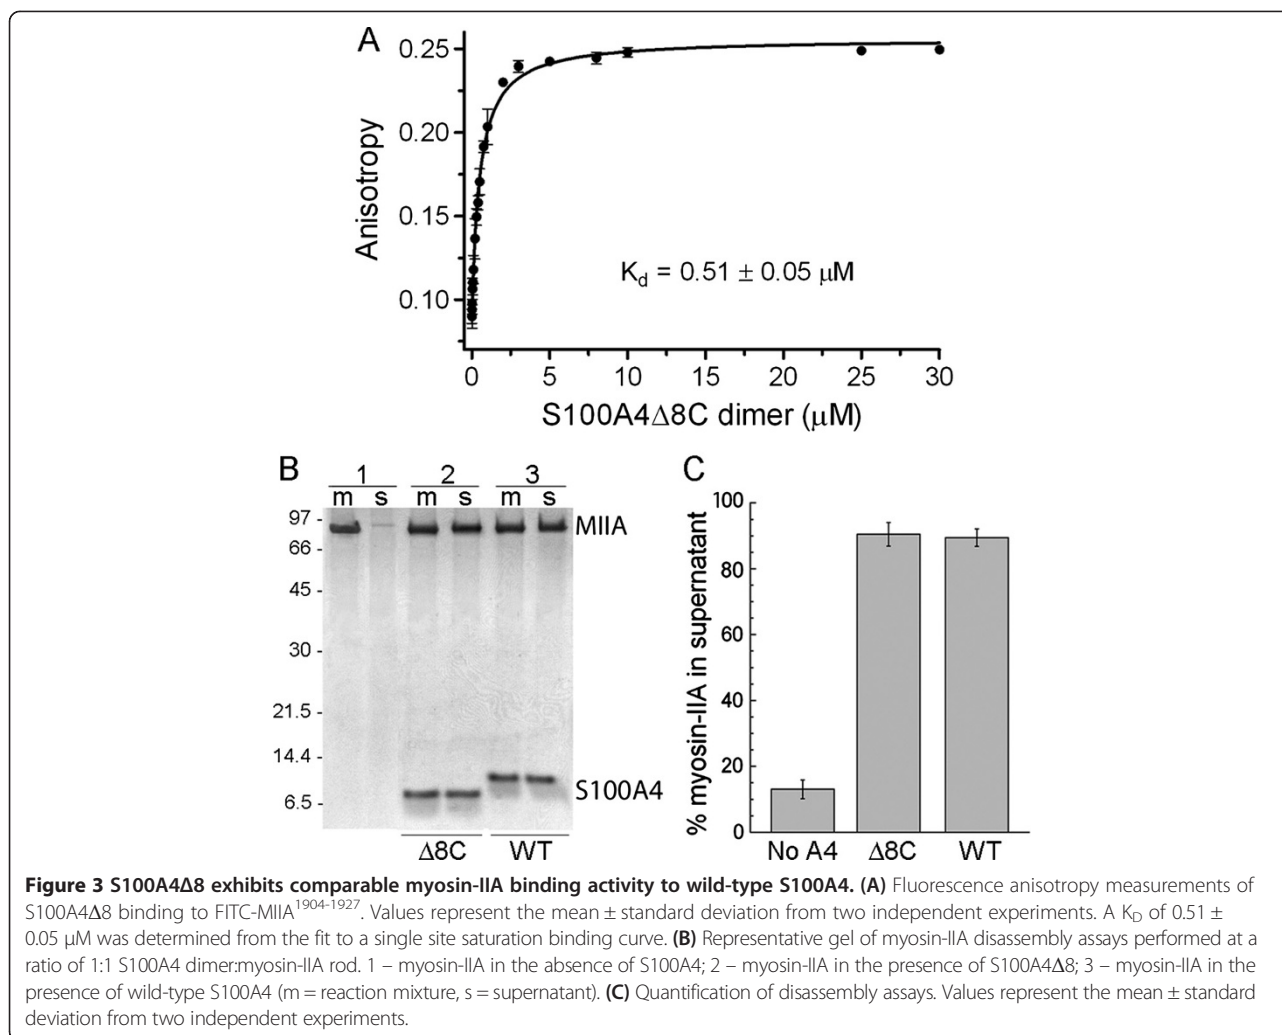 A
0.25
0.20
0.15
0.10
Anisotropy
K_d = 0.51 ± 0.05 µM
0 5 10 15 20 25 30
S100A4Δ8C dimer (µM)
B
1 2 3
m s m s m s
97 -
66 -
45 -
30 -
21.5 -
14.4 -
6.5 -
MIIA
S100A4
Δ8C WT
C
100
80
60
40
20
0
% myosin-IIA in supernatant
No A4 Δ8C WT
Figure 3 S100A4Δ8 exhibits comparable myosin-IIA binding activity to wild-type S100A4. (A) Fluorescence anisotropy measurements of
S100A4Δ8 binding to FITC-MIIA^1904-1927. Values represent the mean ± standard deviation from two independent experiments. A K_D of 0.51 ±
0.05 µM was determined from the fit to a single site saturation binding curve. (B) Representative gel of myosin-IIA disassembly assays performed at a
ratio of 1:1 S100A4 dimer:myosin-IIA rod. 1 – myosin-IIA in the absence of S100A4; 2 – myosin-IIA in the presence of S100A4Δ8; 3 – myosin-IIA in the
presence of wild-type S100A4 (m = reaction mixture, s = supernatant). (C) Quantification of disassembly assays. Values represent the mean ± standard
deviation from two independent experiments.